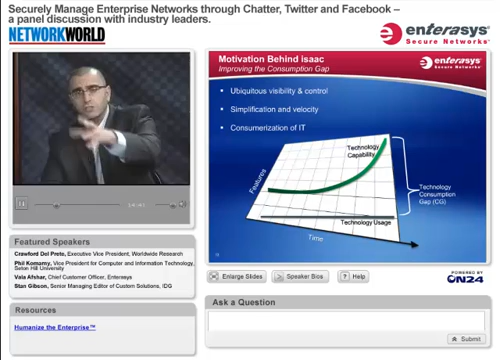 Securely Manage Enterprise Networks through Chatter, Twitter and Facebook –
a panel discussion with industry leaders.
NETWORKWORLD
enterasys
Secure Networks
Motivation Behind isaac
Improving the Consumption Gap
enterasys
Secure Networks
Ubiquitous visibility & control
Simplification and velocity
Consumerization of IT
Technology
Capability
Features
Technology
Consumption
Gap (CG)
Technology Usage
Time
Featured Speakers
Crawford Del Prete, Executive Vice President, Worldwide Research
Phil Komarny, Vice President for Computer and Information Technology,
Seton Hill University
Vala Afshar, Chief Customer Officer, Enterasys
Stan Gibson, Senior Managing Editor of Custom Solutions, IDG
Enlarge Slides
Speaker Bios
? Help
POWERED BY
ON24
Resources
Humanize the Enterprise™
Ask a Question
Submit